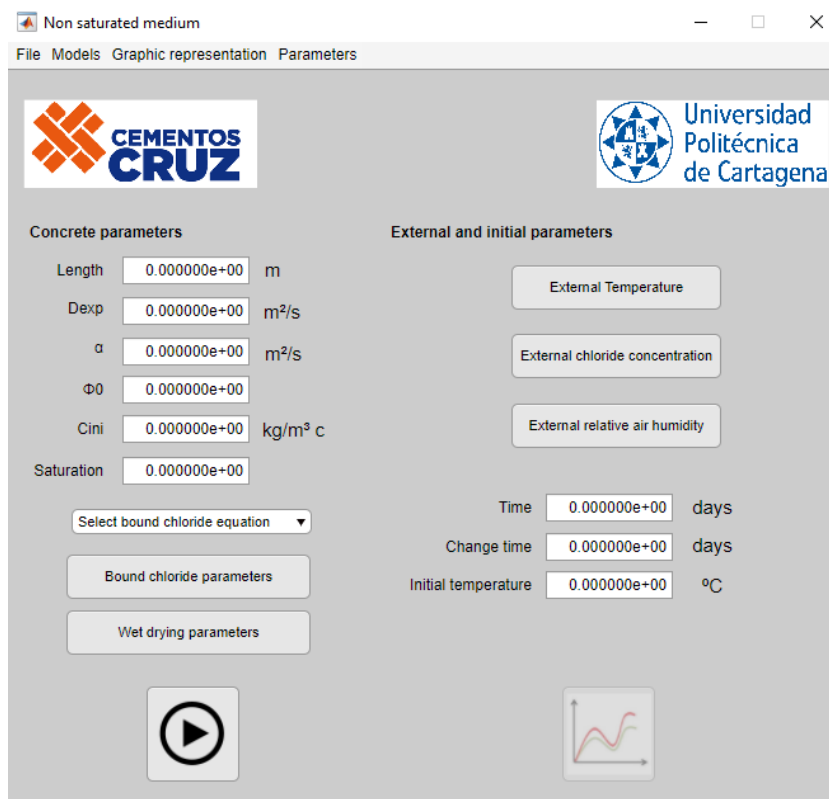 Non saturated medium
File Models Graphic representation Parameters
CEMENTOS
CRUZ
Universidad
Politécnica
de Cartagena
Concrete parameters
Length 0.000000e+00 m
Dexp 0.000000e+00 m²/s
α 0.000000e+00 m²/s
Φ0 0.000000e+00
Cini 0.000000e+00 kg/m³ c
Saturation 0.000000e+00
Select bound chloride equation
Bound chloride parameters
Wet drying parameters
External and initial parameters
External Temperature
External chloride concentration
External relative air humidity
Time 0.000000e+00 days
Change time 0.000000e+00 days
Initial temperature 0.000000e+00 ºC